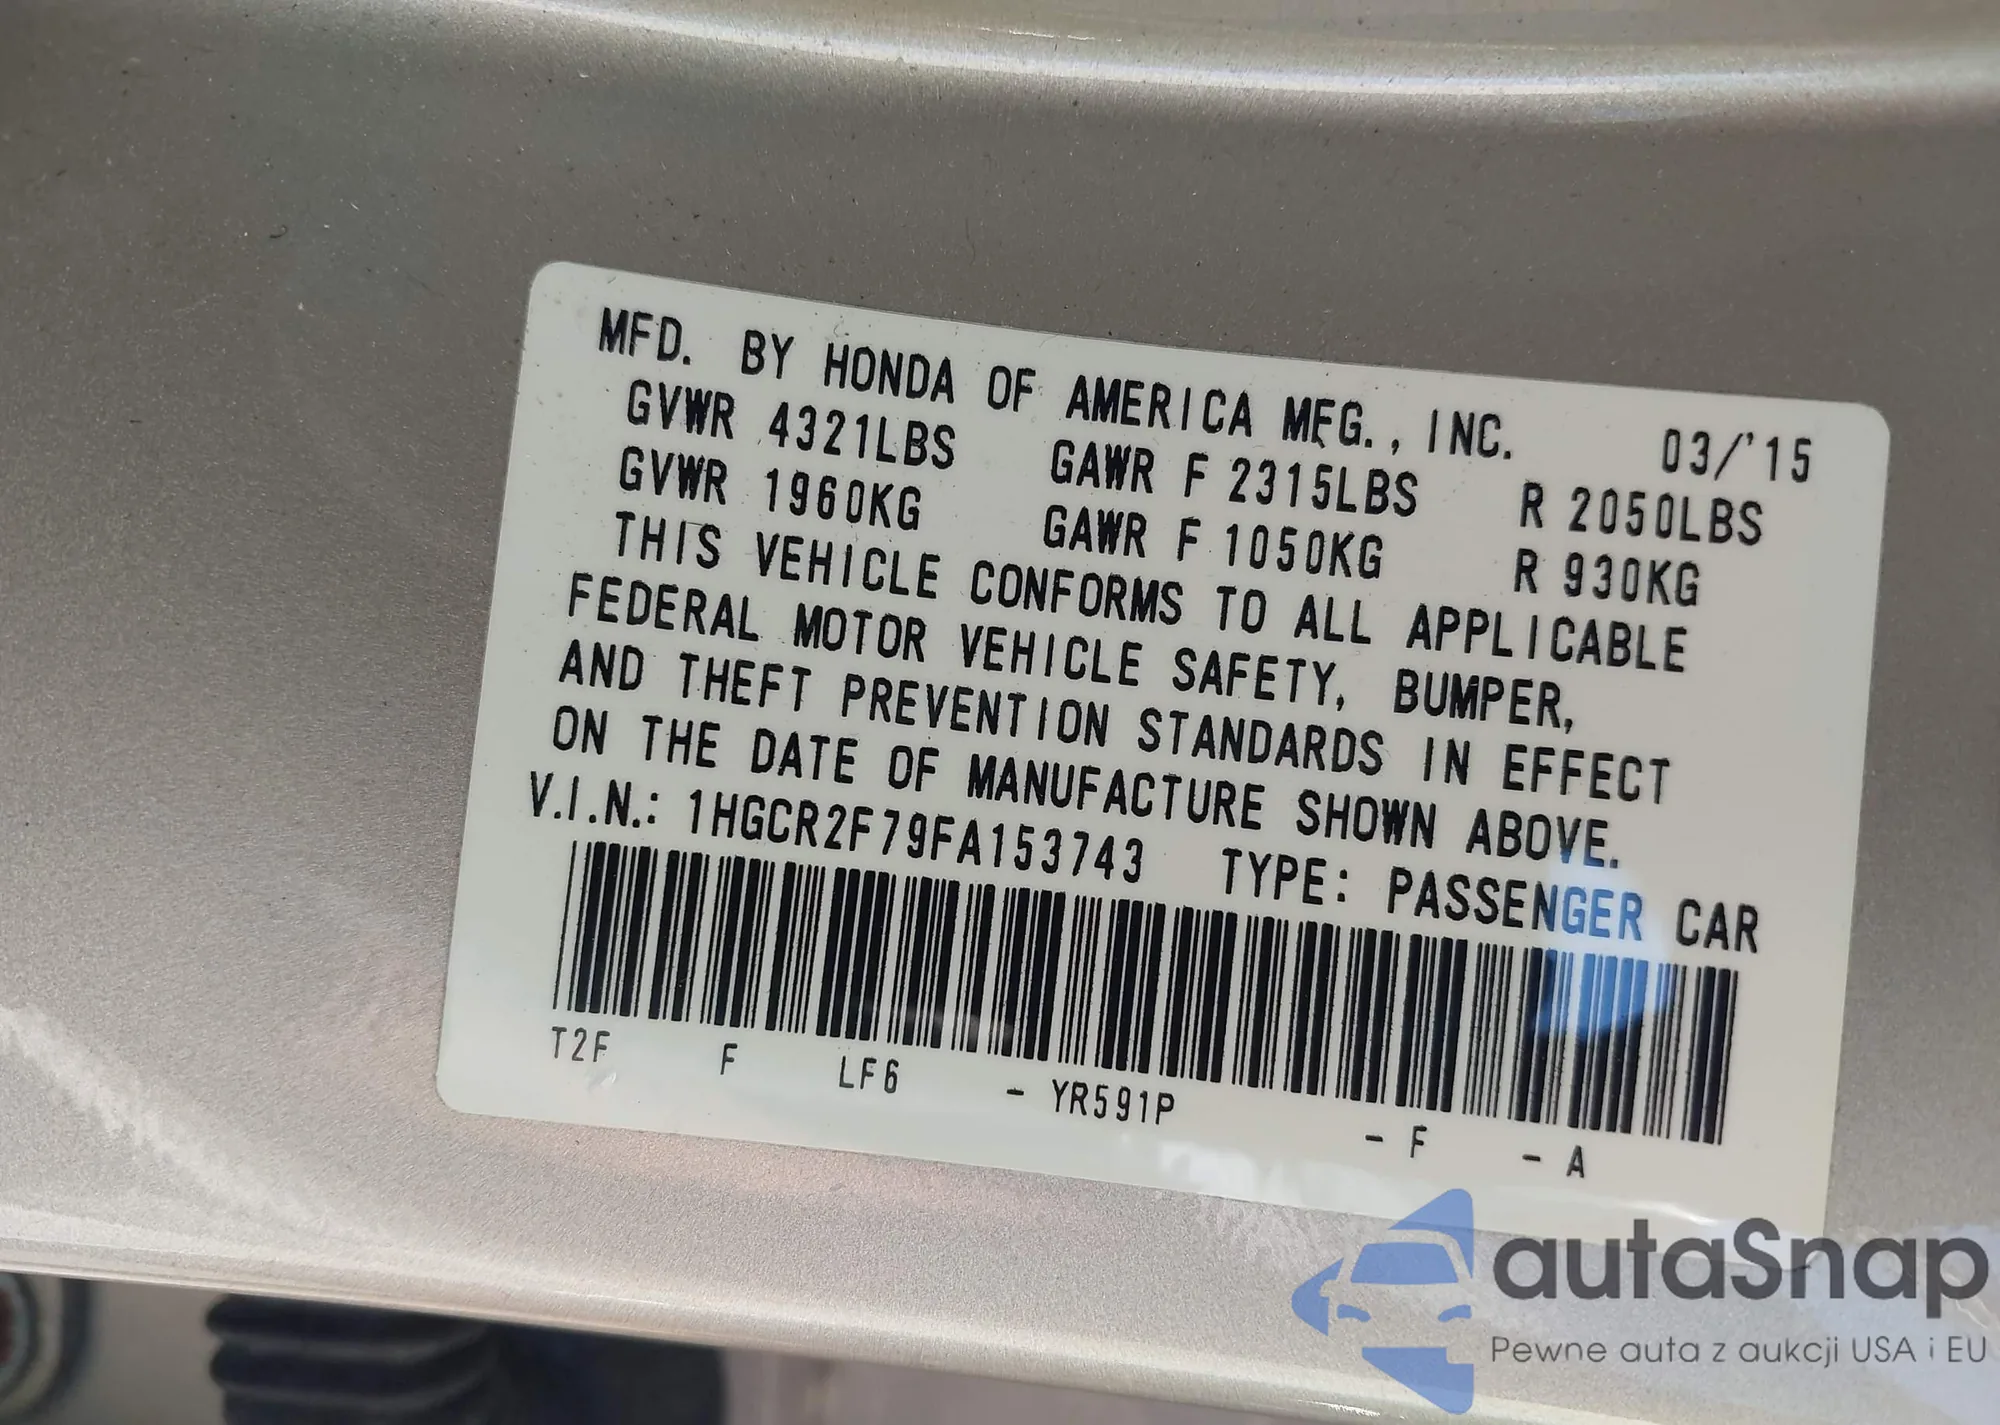 MFD. BY HONDA OF AMERICA MFG., INC. 03/'15
GVWR 4321LBS GAWR F 2315LBS R 2050LBS
GVWR 1960KG GAWR F 1050KG R 930KG
THIS VEHICLE CONFORMS TO ALL APPLICABLE
FEDERAL MOTOR VEHICLE SAFETY, BUMPER,
AND THEFT PREVENTION STANDARDS IN EFFECT
ON THE DATE OF MANUFACTURE SHOWN ABOVE.
V.I.N.: 1HGCR2F79FA153743 TYPE: PASSENGER CAR
T2F F LF6 - YR591P - F - A
autaSnap
Pewne auta z aukcji USA i EU